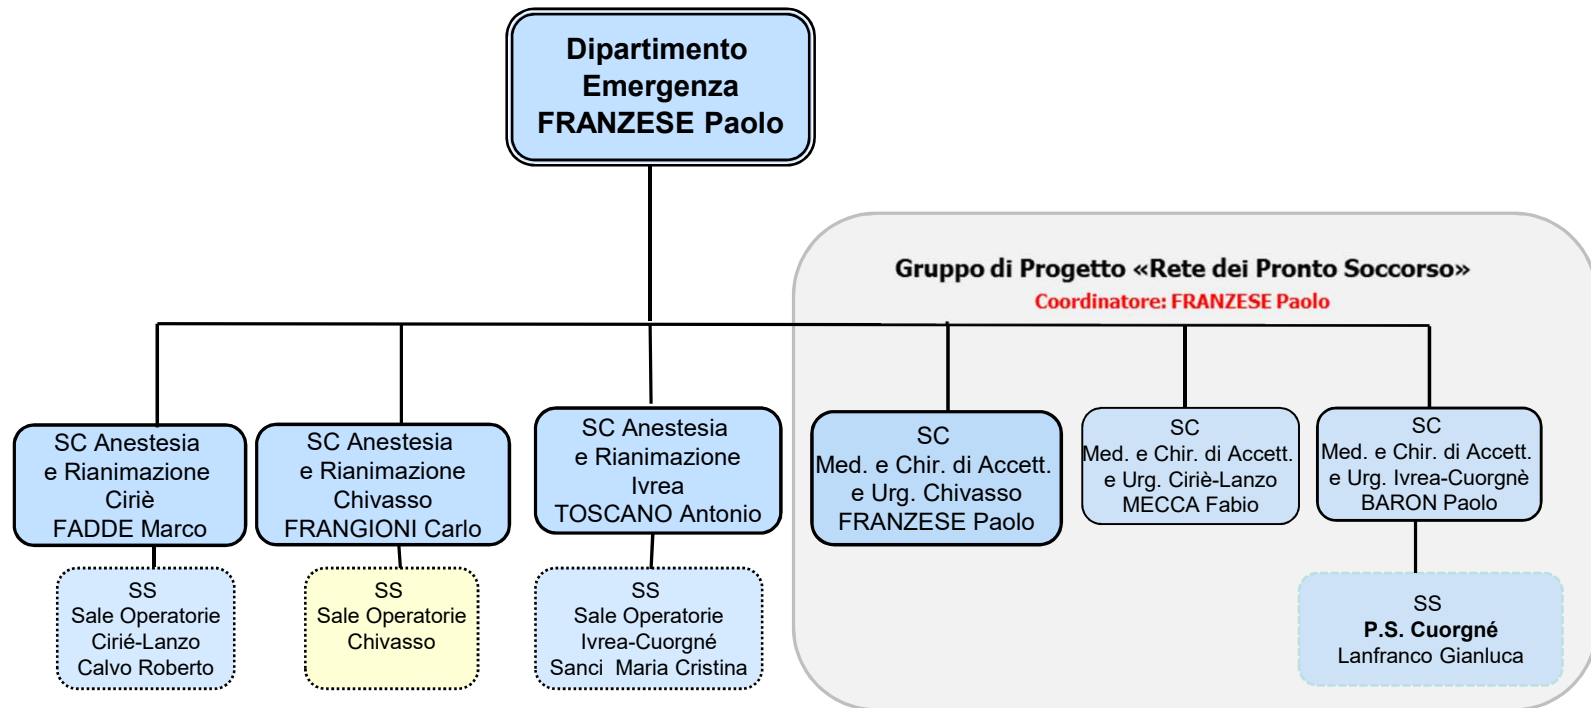 Dipartimento
Emergenza
FRANZESE Paolo
Gruppo di Progetto «Rete dei Pronto Soccorso»
Coordinatore: FRANZESE Paolo
SC Anestesia
e Rianimazione
Ciriè
FADDE Marco
SC Anestesia
e Rianimazione
Chivasso
FRANGIONI Carlo
SC Anestesia
e Rianimazione
Ivrea
TOSCANO Antonio
SC
Med. e Chir. di Accett.
e Urg. Chivasso
FRANZESE Paolo
SC
Med. e Chir. di Accett.
e Urg. Ciriè-Lanzo
MECCA Fabio
SC
Med. e Chir. di Accett.
e Urg. Ivrea-Cuorgnè
BARON Paolo
SS
Sale Operatorie
Cirié-Lanzo
Calvo Roberto
SS
Sale Operatorie
Chivasso
SS
Sale Operatorie
Ivrea-Cuorgné
Sanci Maria Cristina
SS
P.S. Cuorgné
Lanfranco Gianluca